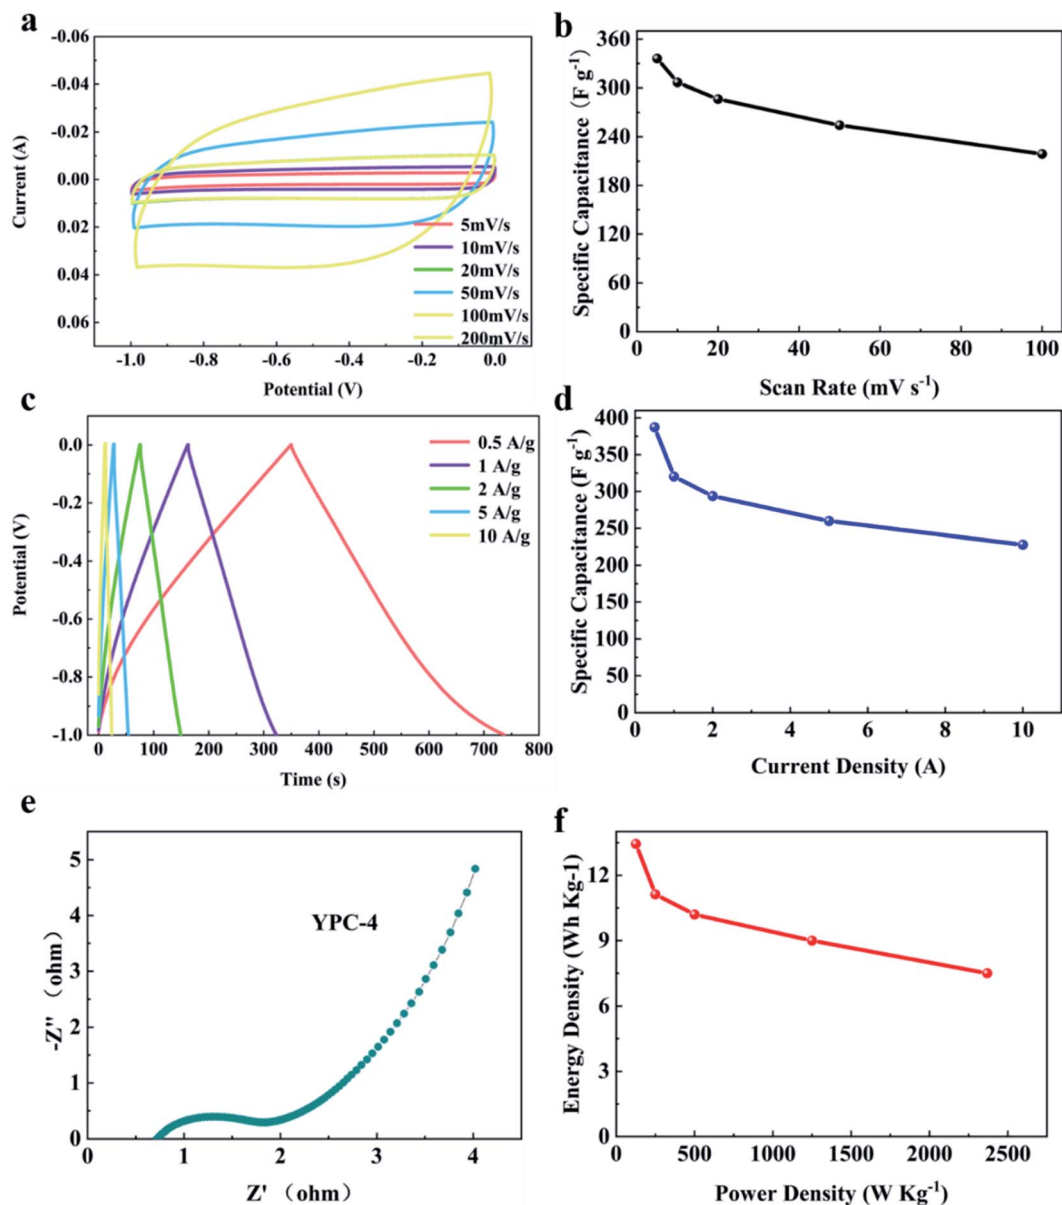 a
-0.06
-0.04
-0.02
0.00
0.02
0.04
0.06
Current (A)
5mV/s
10mV/s
20mV/s
50mV/s
100mV/s
200mV/s
-1.0
-0.8
-0.6
-0.4
-0.2
0.0
Potential (V)
b
360
300
240
180
120
60
0
Specific Capacitance (F g⁻¹)
0
20
40
60
80
100
Scan Rate (mV s⁻¹)
c
0.0
-0.2
-0.4
-0.6
-0.8
-1.0
Potential (V)
0.5 A/g
1 A/g
2 A/g
5 A/g
10 A/g
0
100
200
300
400
500
600
700
800
Time (s)
d
400
350
300
250
200
150
100
50
0
Specific Capacitance (F g⁻¹)
0
2
4
6
8
10
Current Density (A)
e
5
4
3
2
1
0
-Z'' (ohm)
YPC-4
0
1
2
3
4
Z' (ohm)
f
12
9
6
3
0
Energy Density (Wh Kg-1)
0
500
1000
1500
2000
2500
Power Density (W Kg⁻¹)